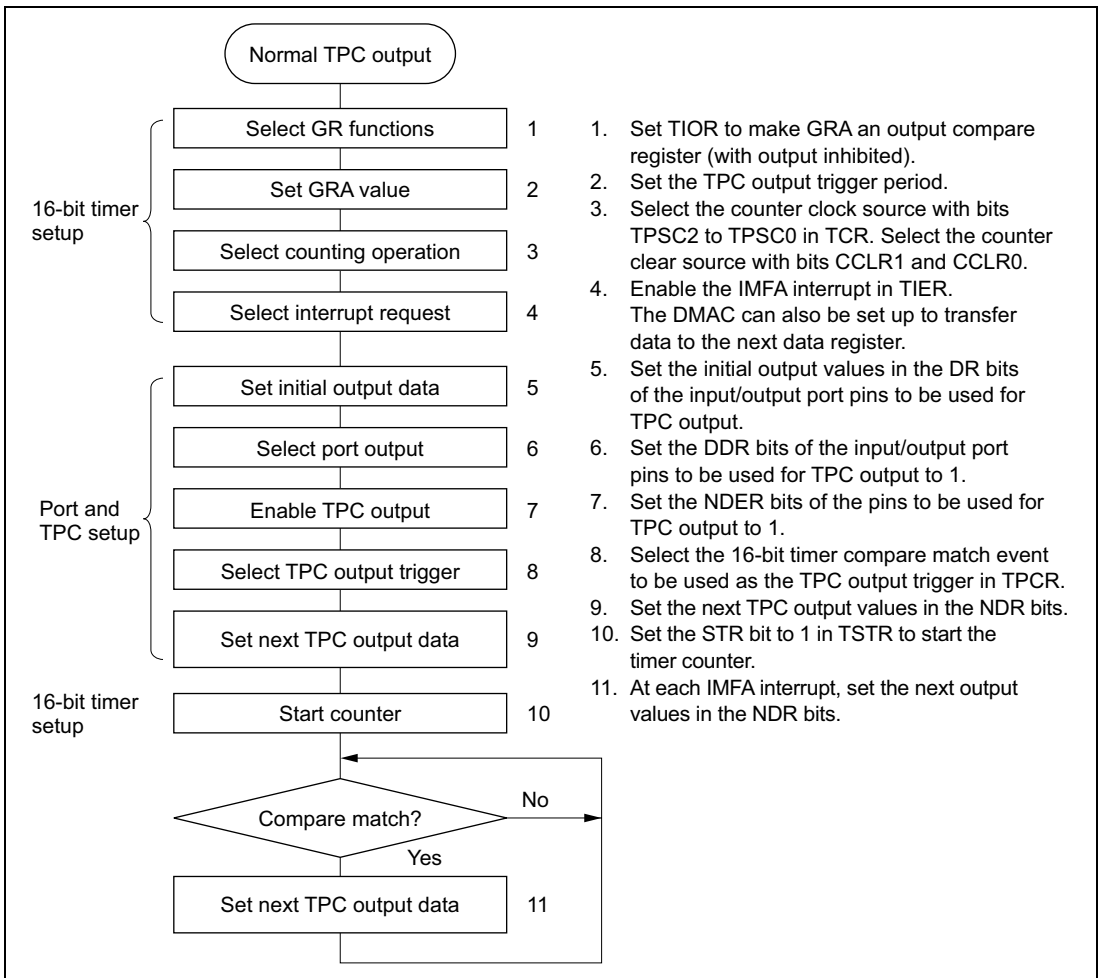 Normal TPC output
16-bit timer
setup
Select GR functions 1
Set GRA value 2
Select counting operation 3
Select interrupt request 4
Port and
TPC setup
Set initial output data 5
Select port output 6
Enable TPC output 7
Select TPC output trigger 8
Set next TPC output data 9
16-bit timer
setup
Start counter 10
Compare match?
No
Yes
Set next TPC output data 11
1. Set TIOR to make GRA an output compare
register (with output inhibited).
2. Set the TPC output trigger period.
3. Select the counter clock source with bits
TPSC2 to TPSC0 in TCR. Select the counter
clear source with bits CCLR1 and CCLR0.
4. Enable the IMFA interrupt in TIER.
The DMAC can also be set up to transfer
data to the next data register.
5. Set the initial output values in the DR bits
of the input/output port pins to be used for
TPC output.
6. Set the DDR bits of the input/output port
pins to be used for TPC output to 1.
7. Set the NDER bits of the pins to be used for
TPC output to 1.
8. Select the 16-bit timer compare match event
to be used as the TPC output trigger in TPCR.
9. Set the next TPC output values in the NDR bits.
10. Set the STR bit to 1 in TSTR to start the
timer counter.
11. At each IMFA interrupt, set the next output
values in the NDR bits.